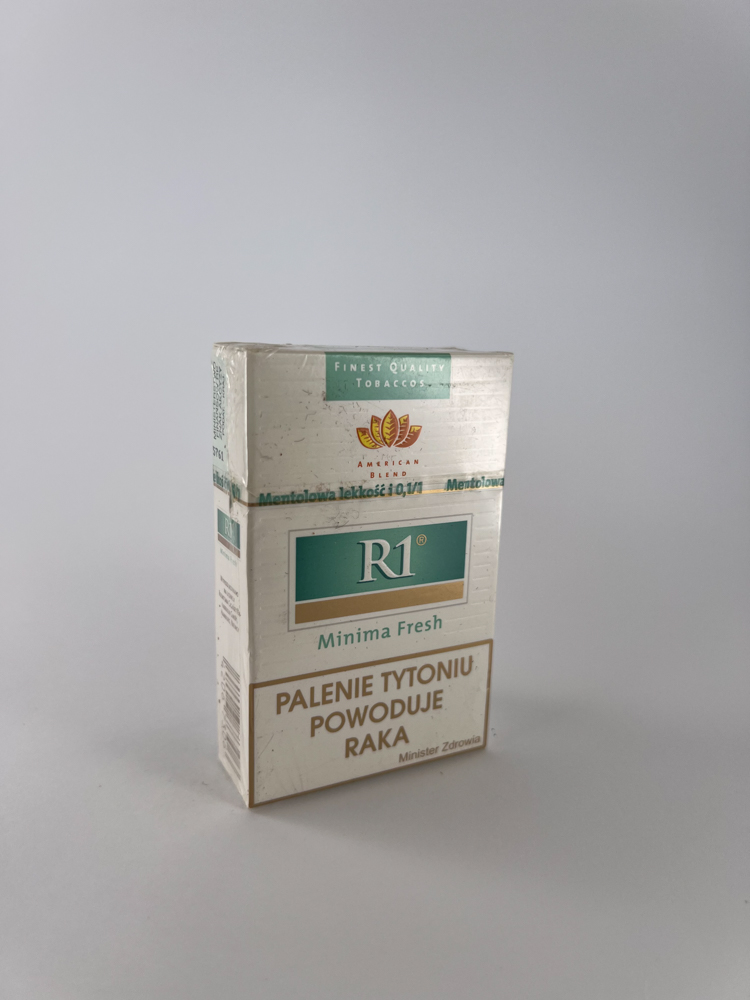 FINEST QUALITY
TOBACCOS
AMERICAN
BLEND
Mentolowa lekkość i 0,1/1 Mentolowa
R1®
Minima Fresh
PALENIE TYTONIU
POWODUJE
RAKA
Minister Zdrowia